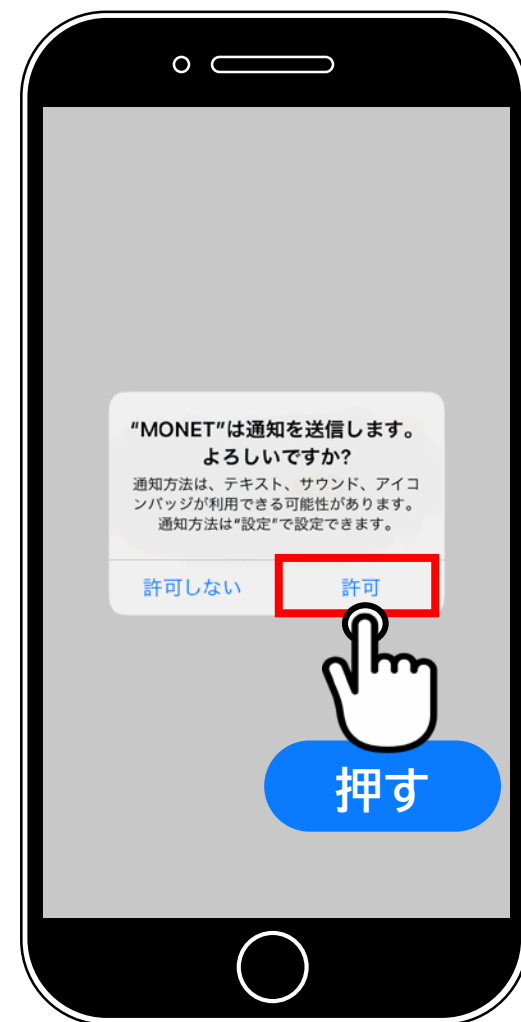 "MONET"は通知を送信します。
よろしいですか?
通知方法は、テキスト、サウンド、アイコ
ンバッジが利用できる可能性があります。
通知方法は"設定"で設定できます。
許可しない
許可
押す